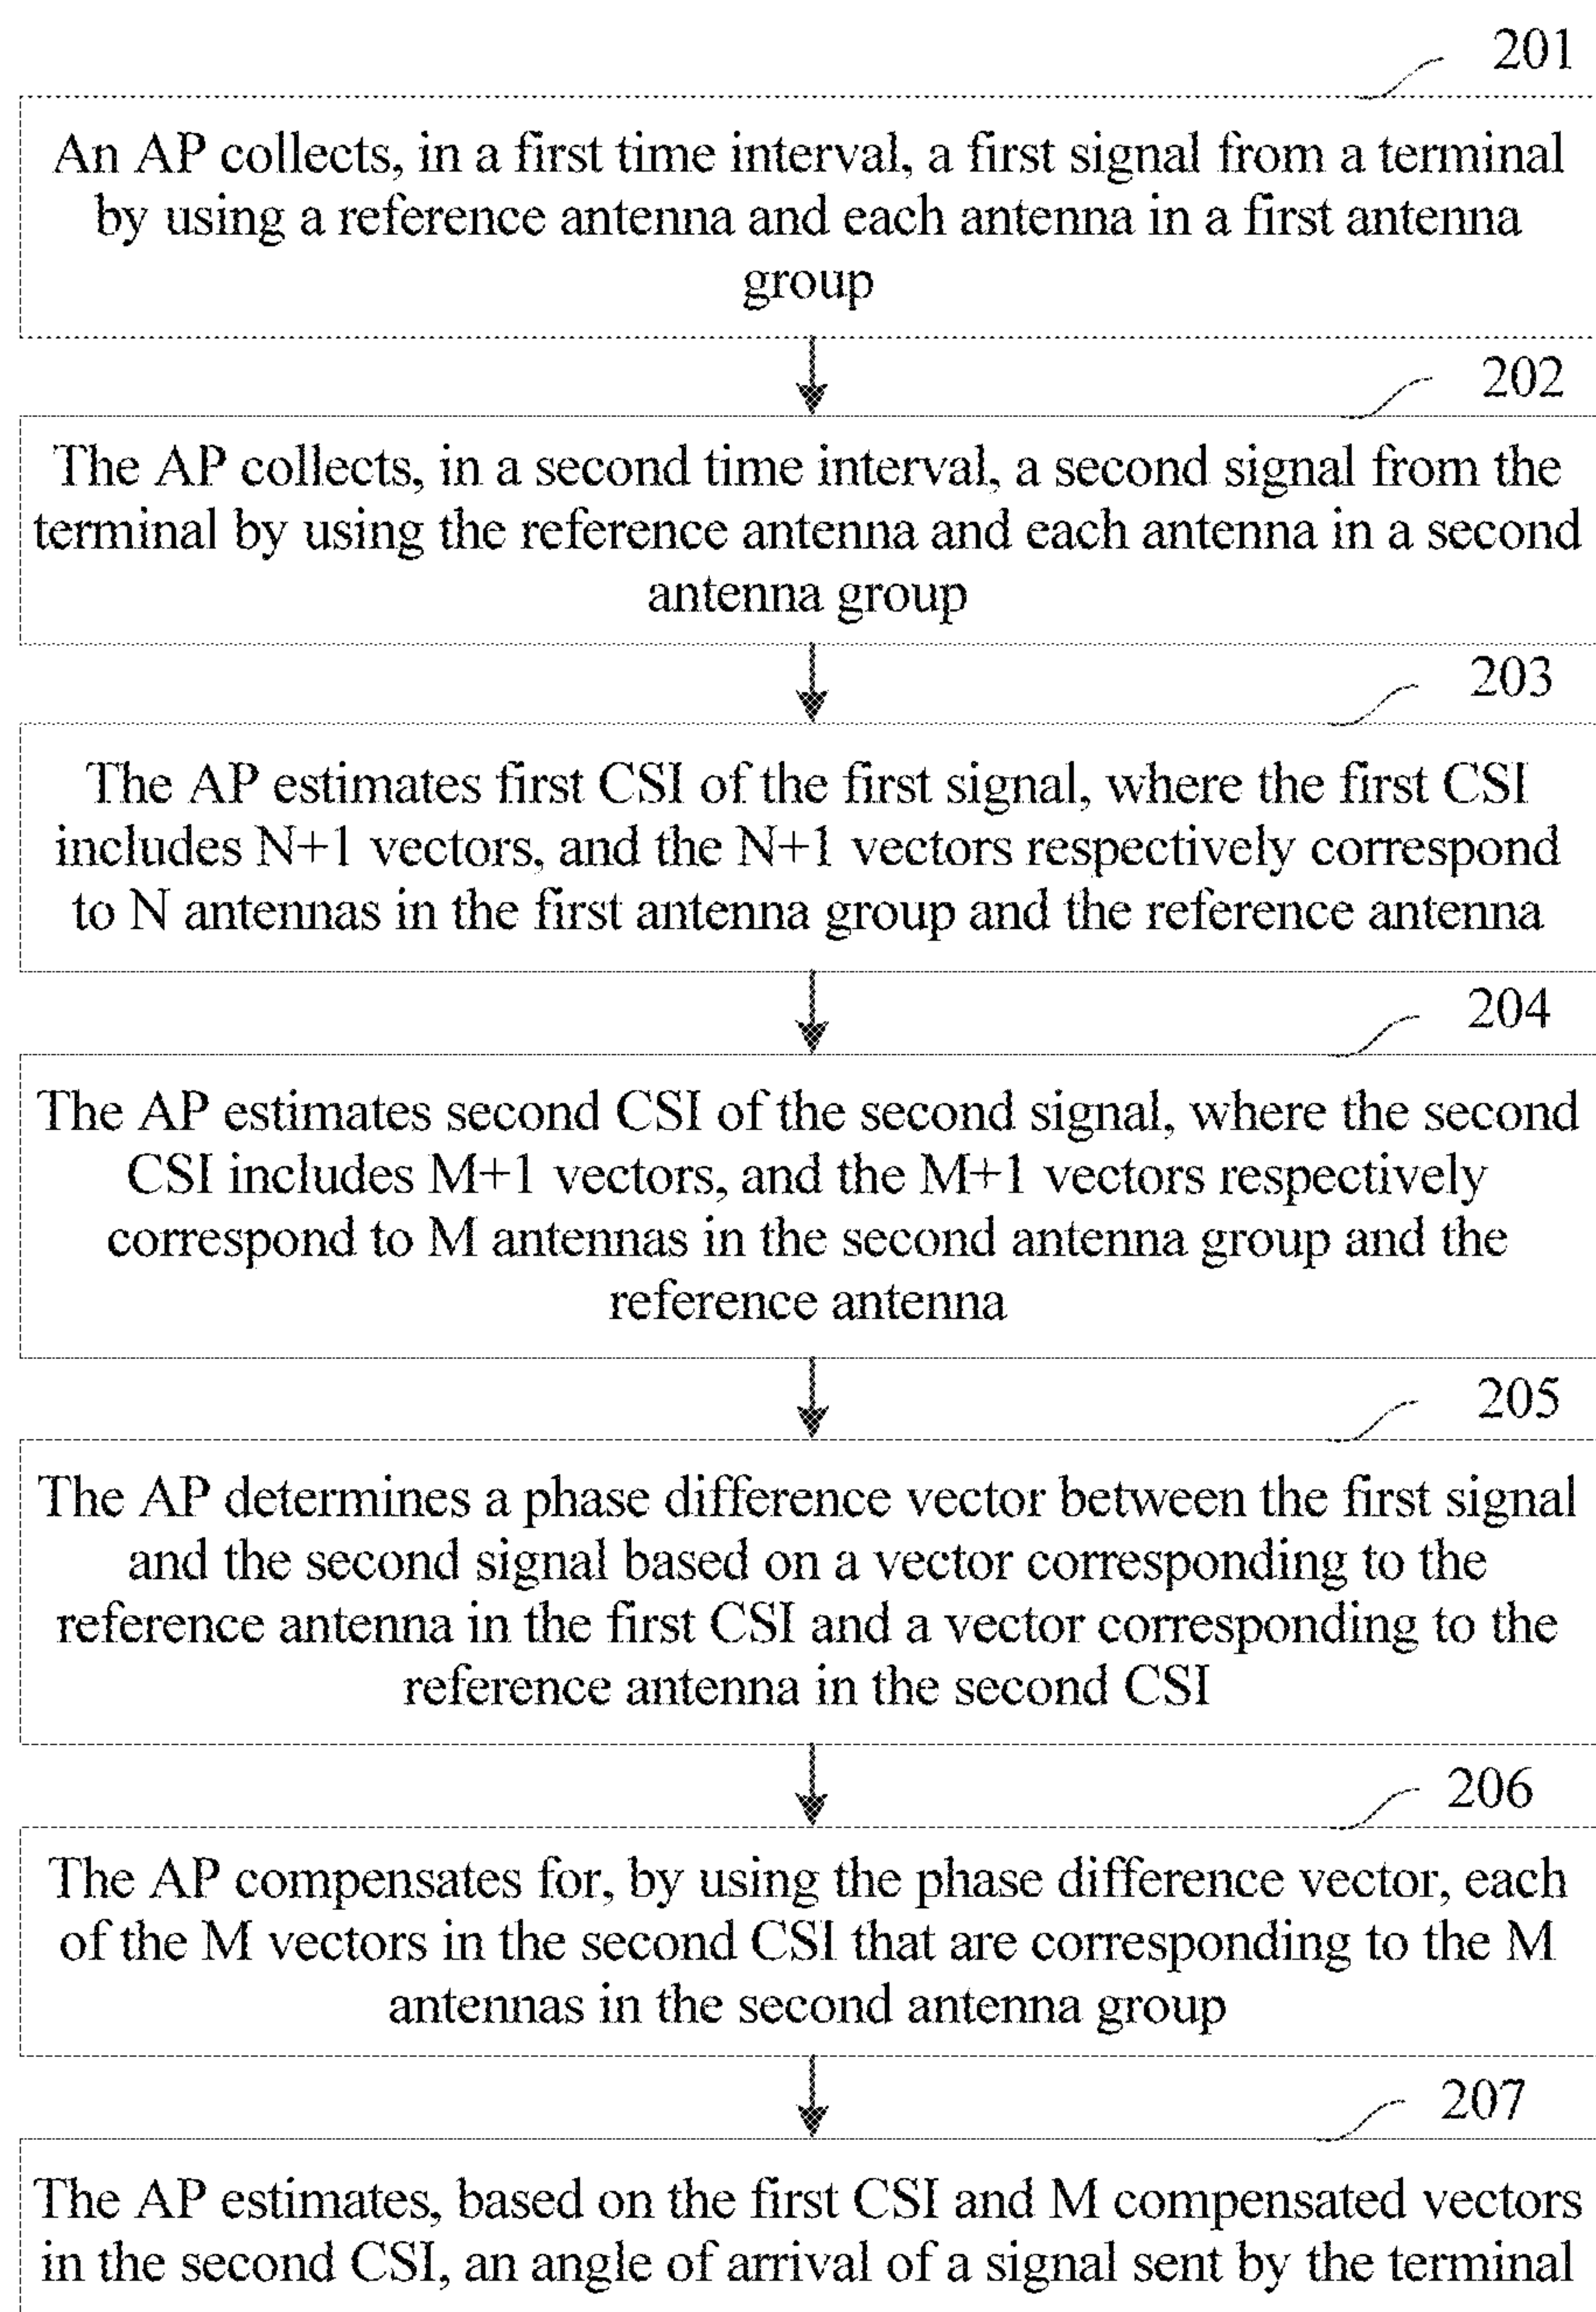 201
An AP collects, in a first time interval, a first signal from a terminal
by using a reference antenna and each antenna in a first antenna
group
202
The AP collects, in a second time interval, a second signal from the
terminal by using the reference antenna and each antenna in a second
antenna group
203
The AP estimates first CSI of the first signal, where the first CSI
includes N+1 vectors, and the N+1 vectors respectively correspond
to N antennas in the first antenna group and the reference antenna
204
The AP estimates second CSI of the second signal, where the second
CSI includes M+1 vectors, and the M+1 vectors respectively
correspond to M antennas in the second antenna group and the
reference antenna
205
The AP determines a phase difference vector between the first signal
and the second signal based on a vector corresponding to the
reference antenna in the first CSI and a vector corresponding to the
reference antenna in the second CSI
206
The AP compensates for, by using the phase difference vector, each
of the M vectors in the second CSI that are corresponding to the M
antennas in the second antenna group
207
The AP estimates, based on the first CSI and M compensated vectors
in the second CSI, an angle of arrival of a signal sent by the terminal